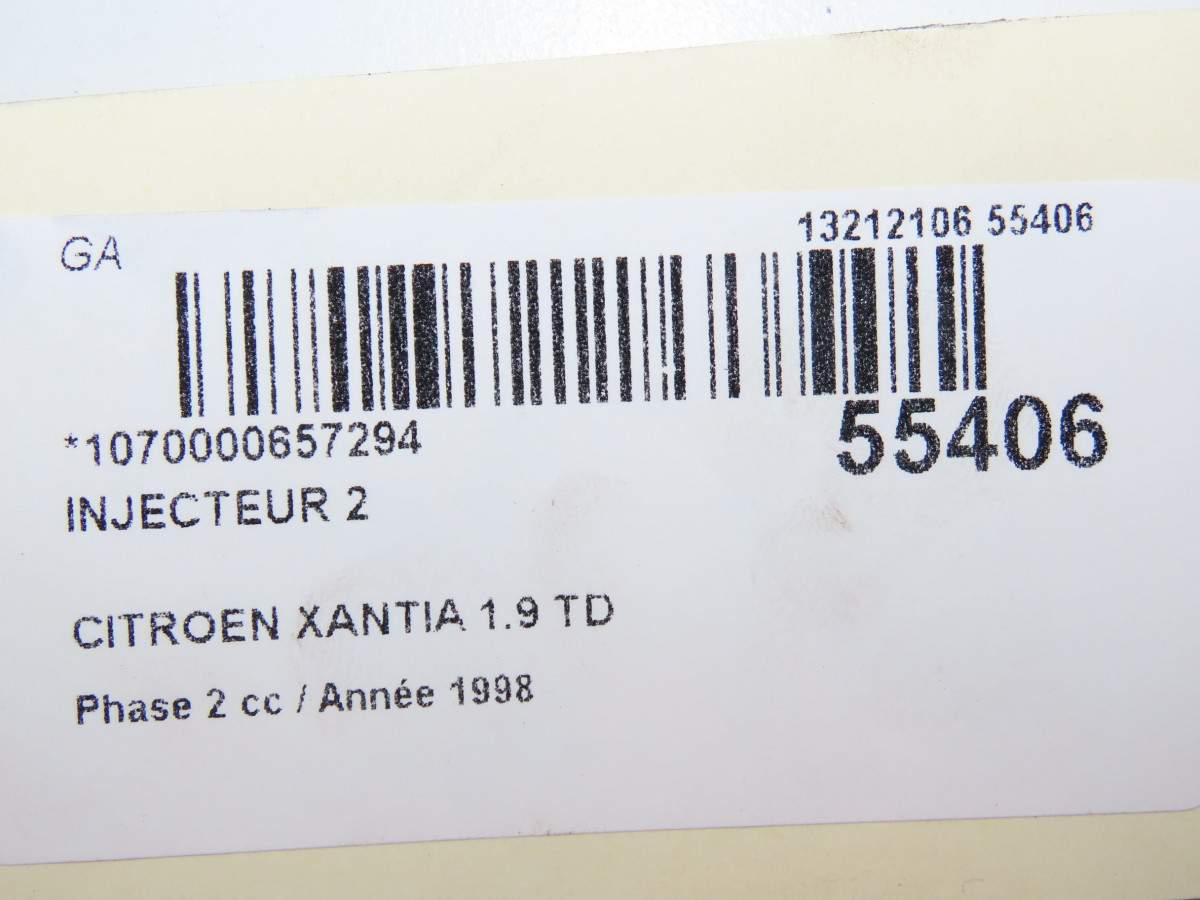 GA
13212106 55406
*1070000657294
55406
INJECTEUR 2
CITROEN XANTIA 1.9 TD
Phase 2 cc / Année 1998